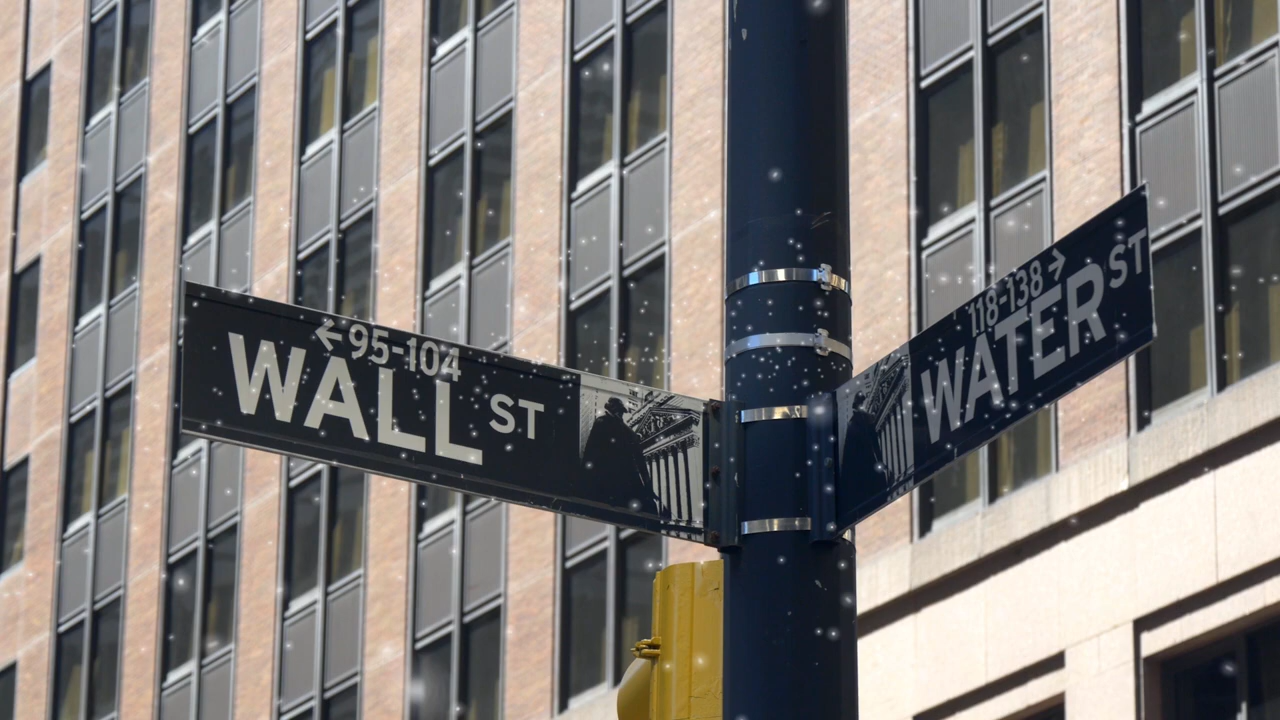 ←95-104
WALL ST
118-138→
WATER ST